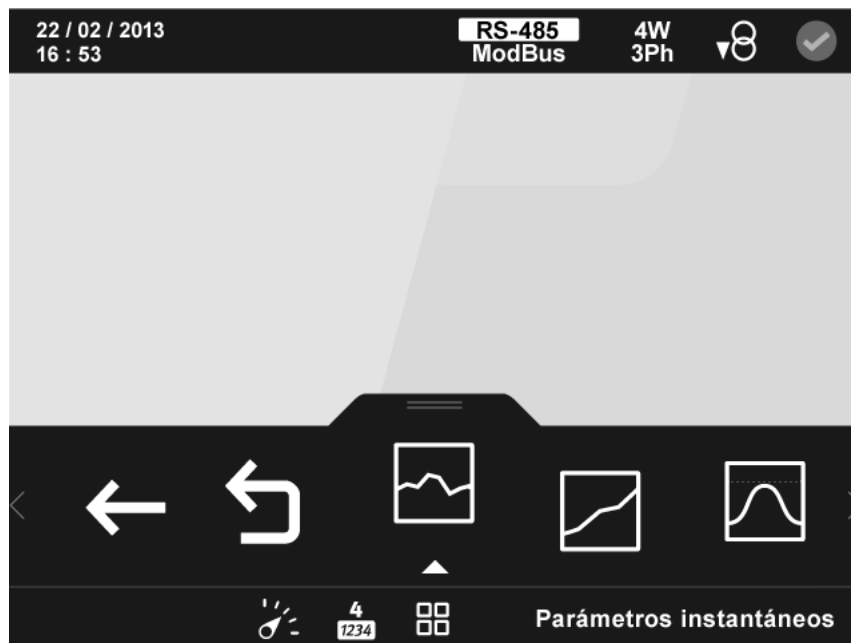 22 / 02 / 2013
16 : 53
RS-485
ModBus
4W
3Ph
4
1234
Parámetros instantáneos